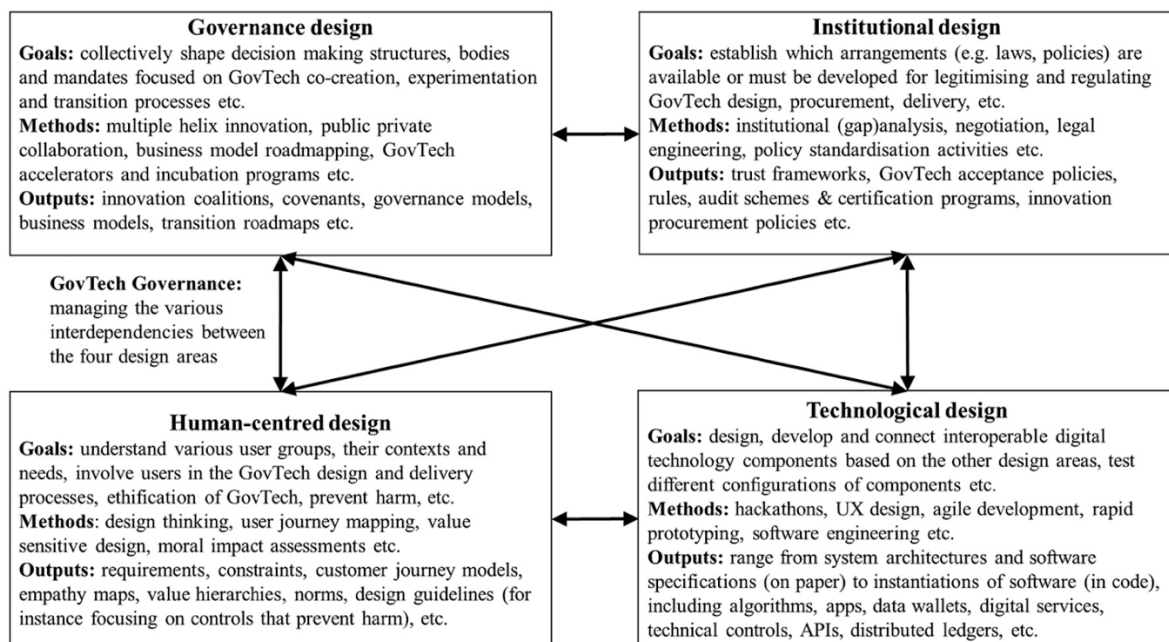 Governance design
Goals: collectively shape decision making structures, bodies
and mandates focused on GovTech co-creation, experimentation
and transition processes etc.
Methods: multiple helix innovation, public private
collaboration, business model roadmapping, GovTech
accelerators and incubation programs etc.
Outputs: innovation coalitions, covenants, governance models,
business models, transition roadmaps etc.
Institutional design
Goals: establish which arrangements (e.g. laws, policies) are
available or must be developed for legitimising and regulating
GovTech design, procurement, delivery, etc.
Methods: institutional (gap)analysis, negotiation, legal
engineering, policy standardisation activities etc.
Outputs: trust frameworks, GovTech acceptance policies,
rules, audit schemes & certification programs, innovation
procurement policies etc.
GovTech Governance:
managing the various
interdependencies between
the four design areas
Human-centred design
Goals: understand various user groups, their contexts and
needs, involve users in the GovTech design and delivery
processes, ethification of GovTech, prevent harm, etc.
Methods: design thinking, user journey mapping, value
sensitive design, moral impact assessments etc.
Outputs: requirements, constraints, customer journey models,
empathy maps, value hierarchies, norms, design guidelines (for
instance focusing on controls that prevent harm), etc.
Technological design
Goals: design, develop and connect interoperable digital
technology components based on the other design areas, test
different configurations of components etc.
Methods: hackathons, UX design, agile development, rapid
prototyping, software engineering etc.
Outputs: range from system architectures and software
specifications (on paper) to instantiations of software (in code),
including algorithms, apps, data wallets, digital services,
technical controls, APIs, distributed ledgers, etc.